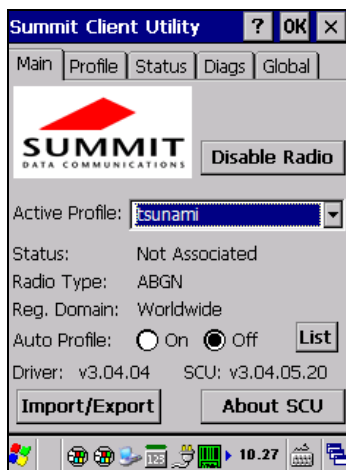 Summit Client Utility ? OK ×
Main Profile Status Diags Global
SUMMIT
DATA COMMUNICATIONS
Disable Radio
Active Profile: tsunami
Status: Not Associated
Radio Type: ABGN
Reg. Domain: Worldwide
Auto Profile: On Off List
Driver: v3.04.04 SCU: v3.04.05.20
Import/Export About SCU
123 10.27